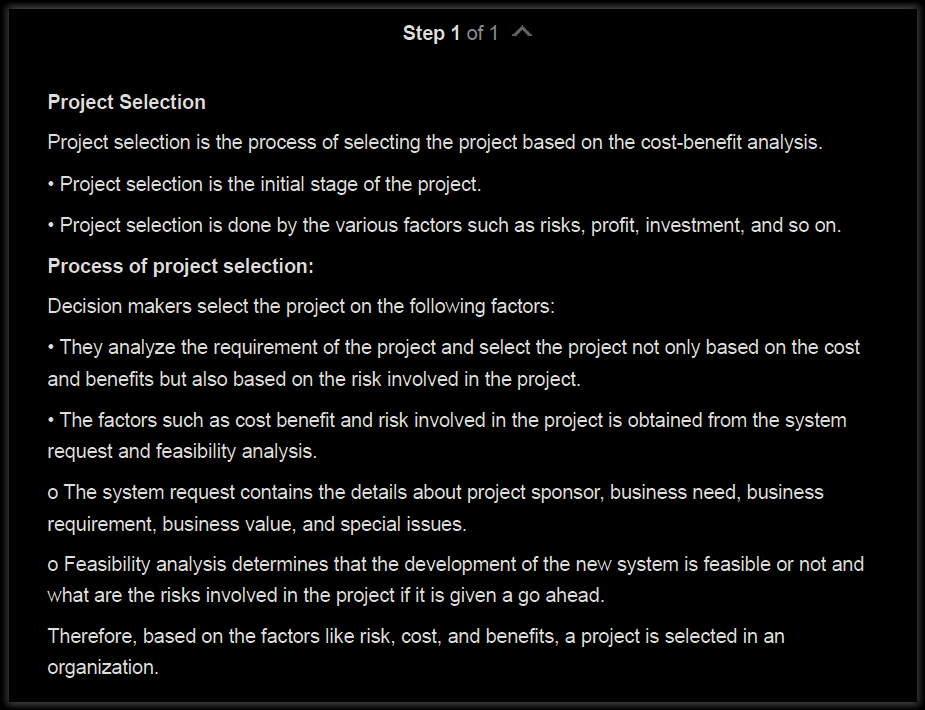 Step 1 of 1
Project Selection
Project selection is the process of selecting the project based on the cost-benefit analysis.
• Project selection is the initial stage of the project.
• Project selection is done by the various factors such as risks, profit, investment, and so on.
Process of project selection:
Decision makers select the project on the following factors:
• They analyze the requirement of the project and select the project not only based on the cost
and benefits but also based on the risk involved in the project.
• The factors such as cost benefit and risk involved in the project is obtained from the system
request and feasibility analysis.
o The system request contains the details about project sponsor, business need, business
requirement, business value, and special issues.
o Feasibility analysis determines that the development of the new system is feasible or not and
what are the risks involved in the project if it is given a go ahead.
Therefore, based on the factors like risk, cost, and benefits, a project is selected in an
organization.